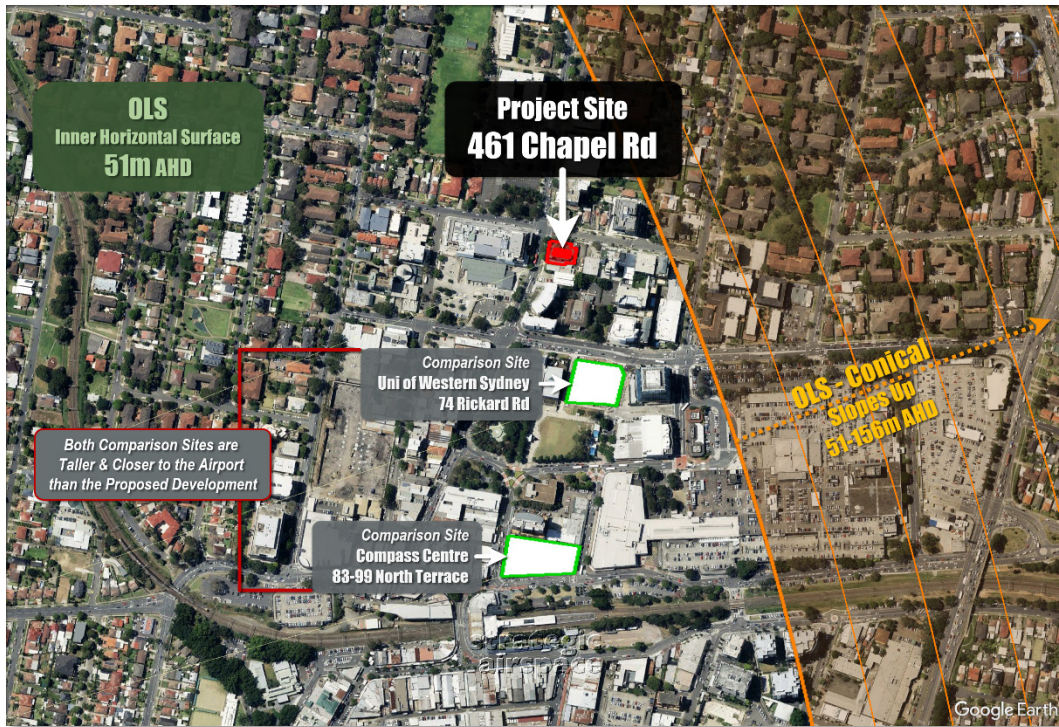 OLS
Inner Horizontal Surface
51m AHD
Project Site
461 Chapel Rd
Comparison Site
Uni of Western Sydney
74 Rickard Rd
OLS - Conical
Slopes Up
51-156m AHD
Both Comparison Sites are
Taller & Closer to the Airport
than the Proposed Development
Comparison Site
Compass Centre
83-99 North Terrace
strategic
airspace
Google Earth